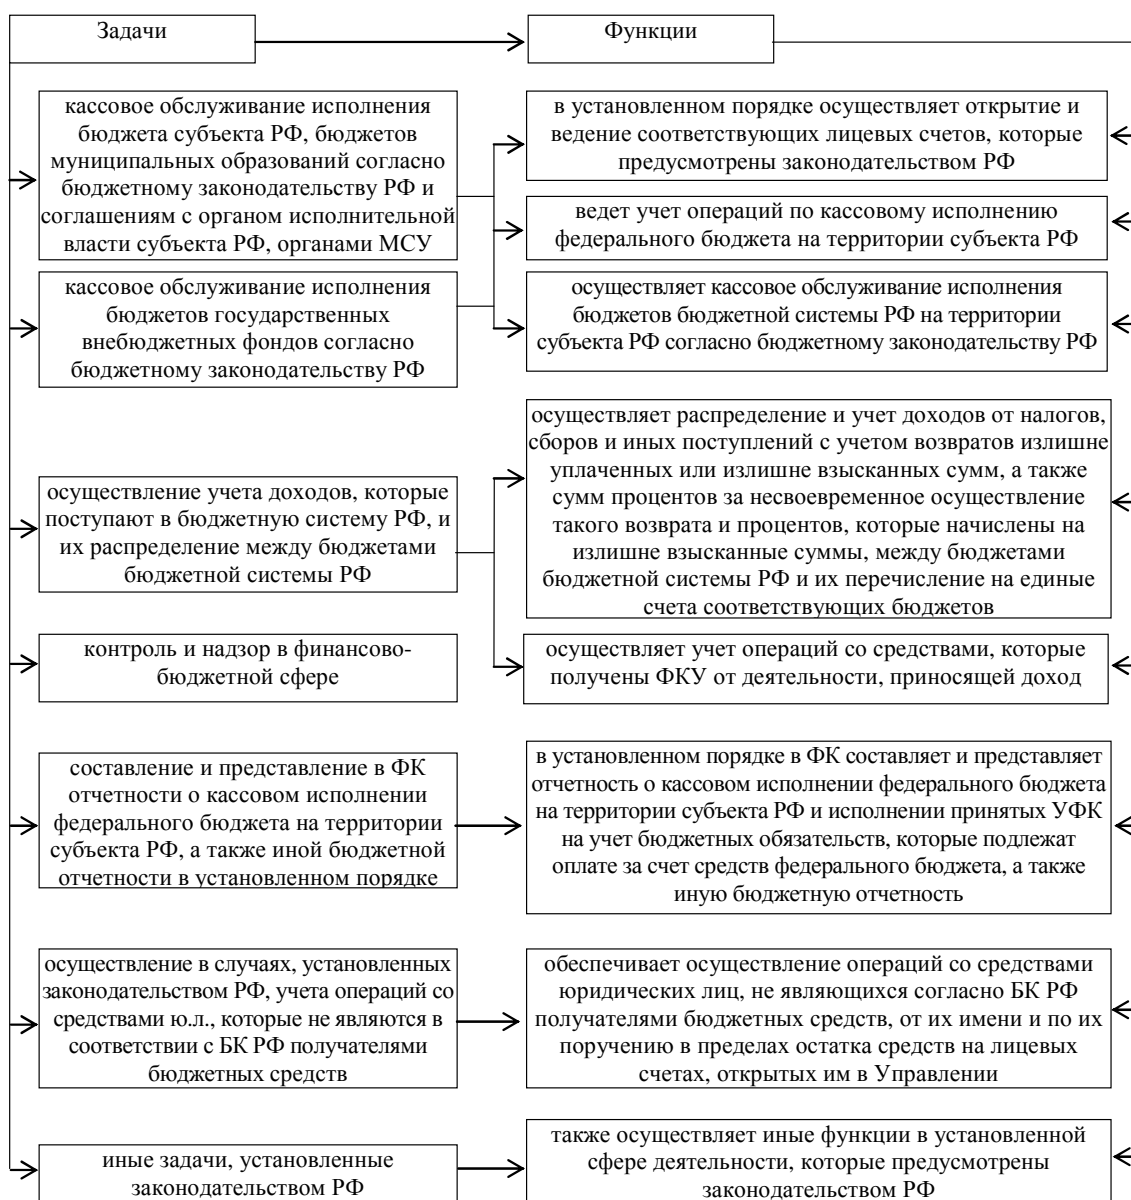 Задачи
Функции
кассовое обслуживание исполнения
бюджета субъекта РФ, бюджетов
муниципальных образований согласно
бюджетному законодательству РФ и
соглашениям с органом исполнительной
власти субъекта РФ, органами МСУ
в установленном порядке осуществляет открытие и
ведение соответствующих лицевых счетов, которые
предусмотрены законодательством РФ
ведет учет операций по кассовому исполнению
федерального бюджета на территории субъекта РФ
кассовое обслуживание исполнения
бюджетов государственных
внебюджетных фондов согласно
бюджетному законодательству РФ
осуществляет кассовое обслуживание исполнения
бюджетов бюджетной системы РФ на территории
субъекта РФ согласно бюджетному законодательству РФ
осуществление учета доходов, которые
поступают в бюджетную систему РФ, и
их распределение между бюджетами
бюджетной системы РФ
осуществляет распределение и учет доходов от налогов,
сборов и иных поступлений с учетом возвратов излишне
уплаченных или излишне взысканных сумм, а также
сумм процентов за несвоевременное осуществление
такого возврата и процентов, которые начислены на
излишне взысканные суммы, между бюджетами
бюджетной системы РФ и их перечисление на единые
счета соответствующих бюджетов
контроль и надзор в финансово-
бюджетной сфере
осуществляет учет операций со средствами, которые
получены ФКУ от деятельности, приносящей доход
составление и представление в ФК
отчетности о кассовом исполнении
федерального бюджета на территории
субъекта РФ, а также иной бюджетной
отчетности в установленном порядке
в установленном порядке в ФК составляет и представляет
отчетность о кассовом исполнении федерального бюджета
на территории субъекта РФ и исполнении принятых УФК
на учет бюджетных обязательств, которые подлежат
оплате за счет средств федерального бюджета, а также
иную бюджетную отчетность
осуществление в случаях, установленных
законодательством РФ, учета операций со
средствами ю.л., которые не являются в
соответствии с БК РФ получателями
бюджетных средств
обеспечивает осуществление операций со средствами
юридических лиц, не являющихся согласно БК РФ
получателями бюджетных средств, от их имени и по их
поручению в пределах остатка средств на лицевых
счетах, открытых им в Управлении
иные задачи, установленные
законодательством РФ
также осуществляет иные функции в установленной
сфере деятельности, которые предусмотрены
законодательством РФ